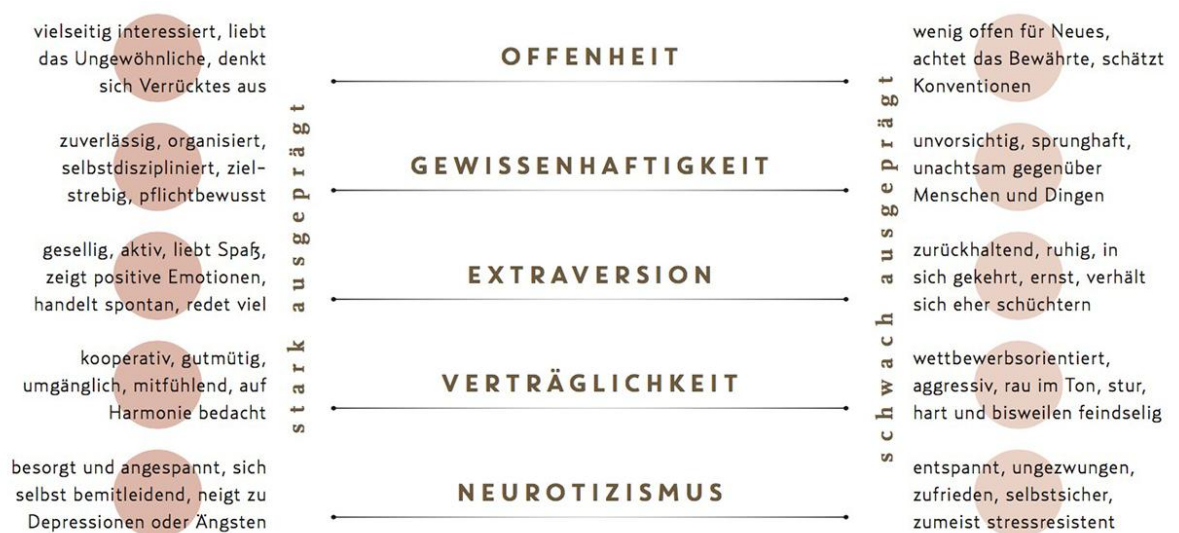 vielseitig interessiert, liebt
das Ungewöhnliche, denkt
sich Verrücktes aus
OFFENHEIT
wenig offen für Neues,
achtet das Bewährte, schätzt
Konventionen
zuverlässig, organisiert,
selbstdiszipliniert, ziel-
strebig, pflichtbewusst
GEWISSENHAFTIGKEIT
unvorsichtig, sprunghaft,
unachtsam gegenüber
Menschen und Dingen
gesellig, aktiv, liebt Spaß,
zeigt positive Emotionen,
handelt spontan, redet viel
EXTRAVERSION
zurückhaltend, ruhig, in
sich gekehrt, ernst, verhält
sich eher schüchtern
kooperativ, gutmütig,
umgänglich, mitfühlend, auf
Harmonie bedacht
VERTRÄGLICHKEIT
wettbewerbsorientiert,
aggressiv, rau im Ton, stur,
hart und bisweilen feindselig
besorgt und angespannt, sich
selbst bemitleidend, neigt zu
Depressionen oder Ängsten
NEUROTIZISMUS
entspannt, ungezwungen,
zufrieden, selbstsicher,
zumeist stressresistent
stark ausgeprägt
schwach ausgeprägt